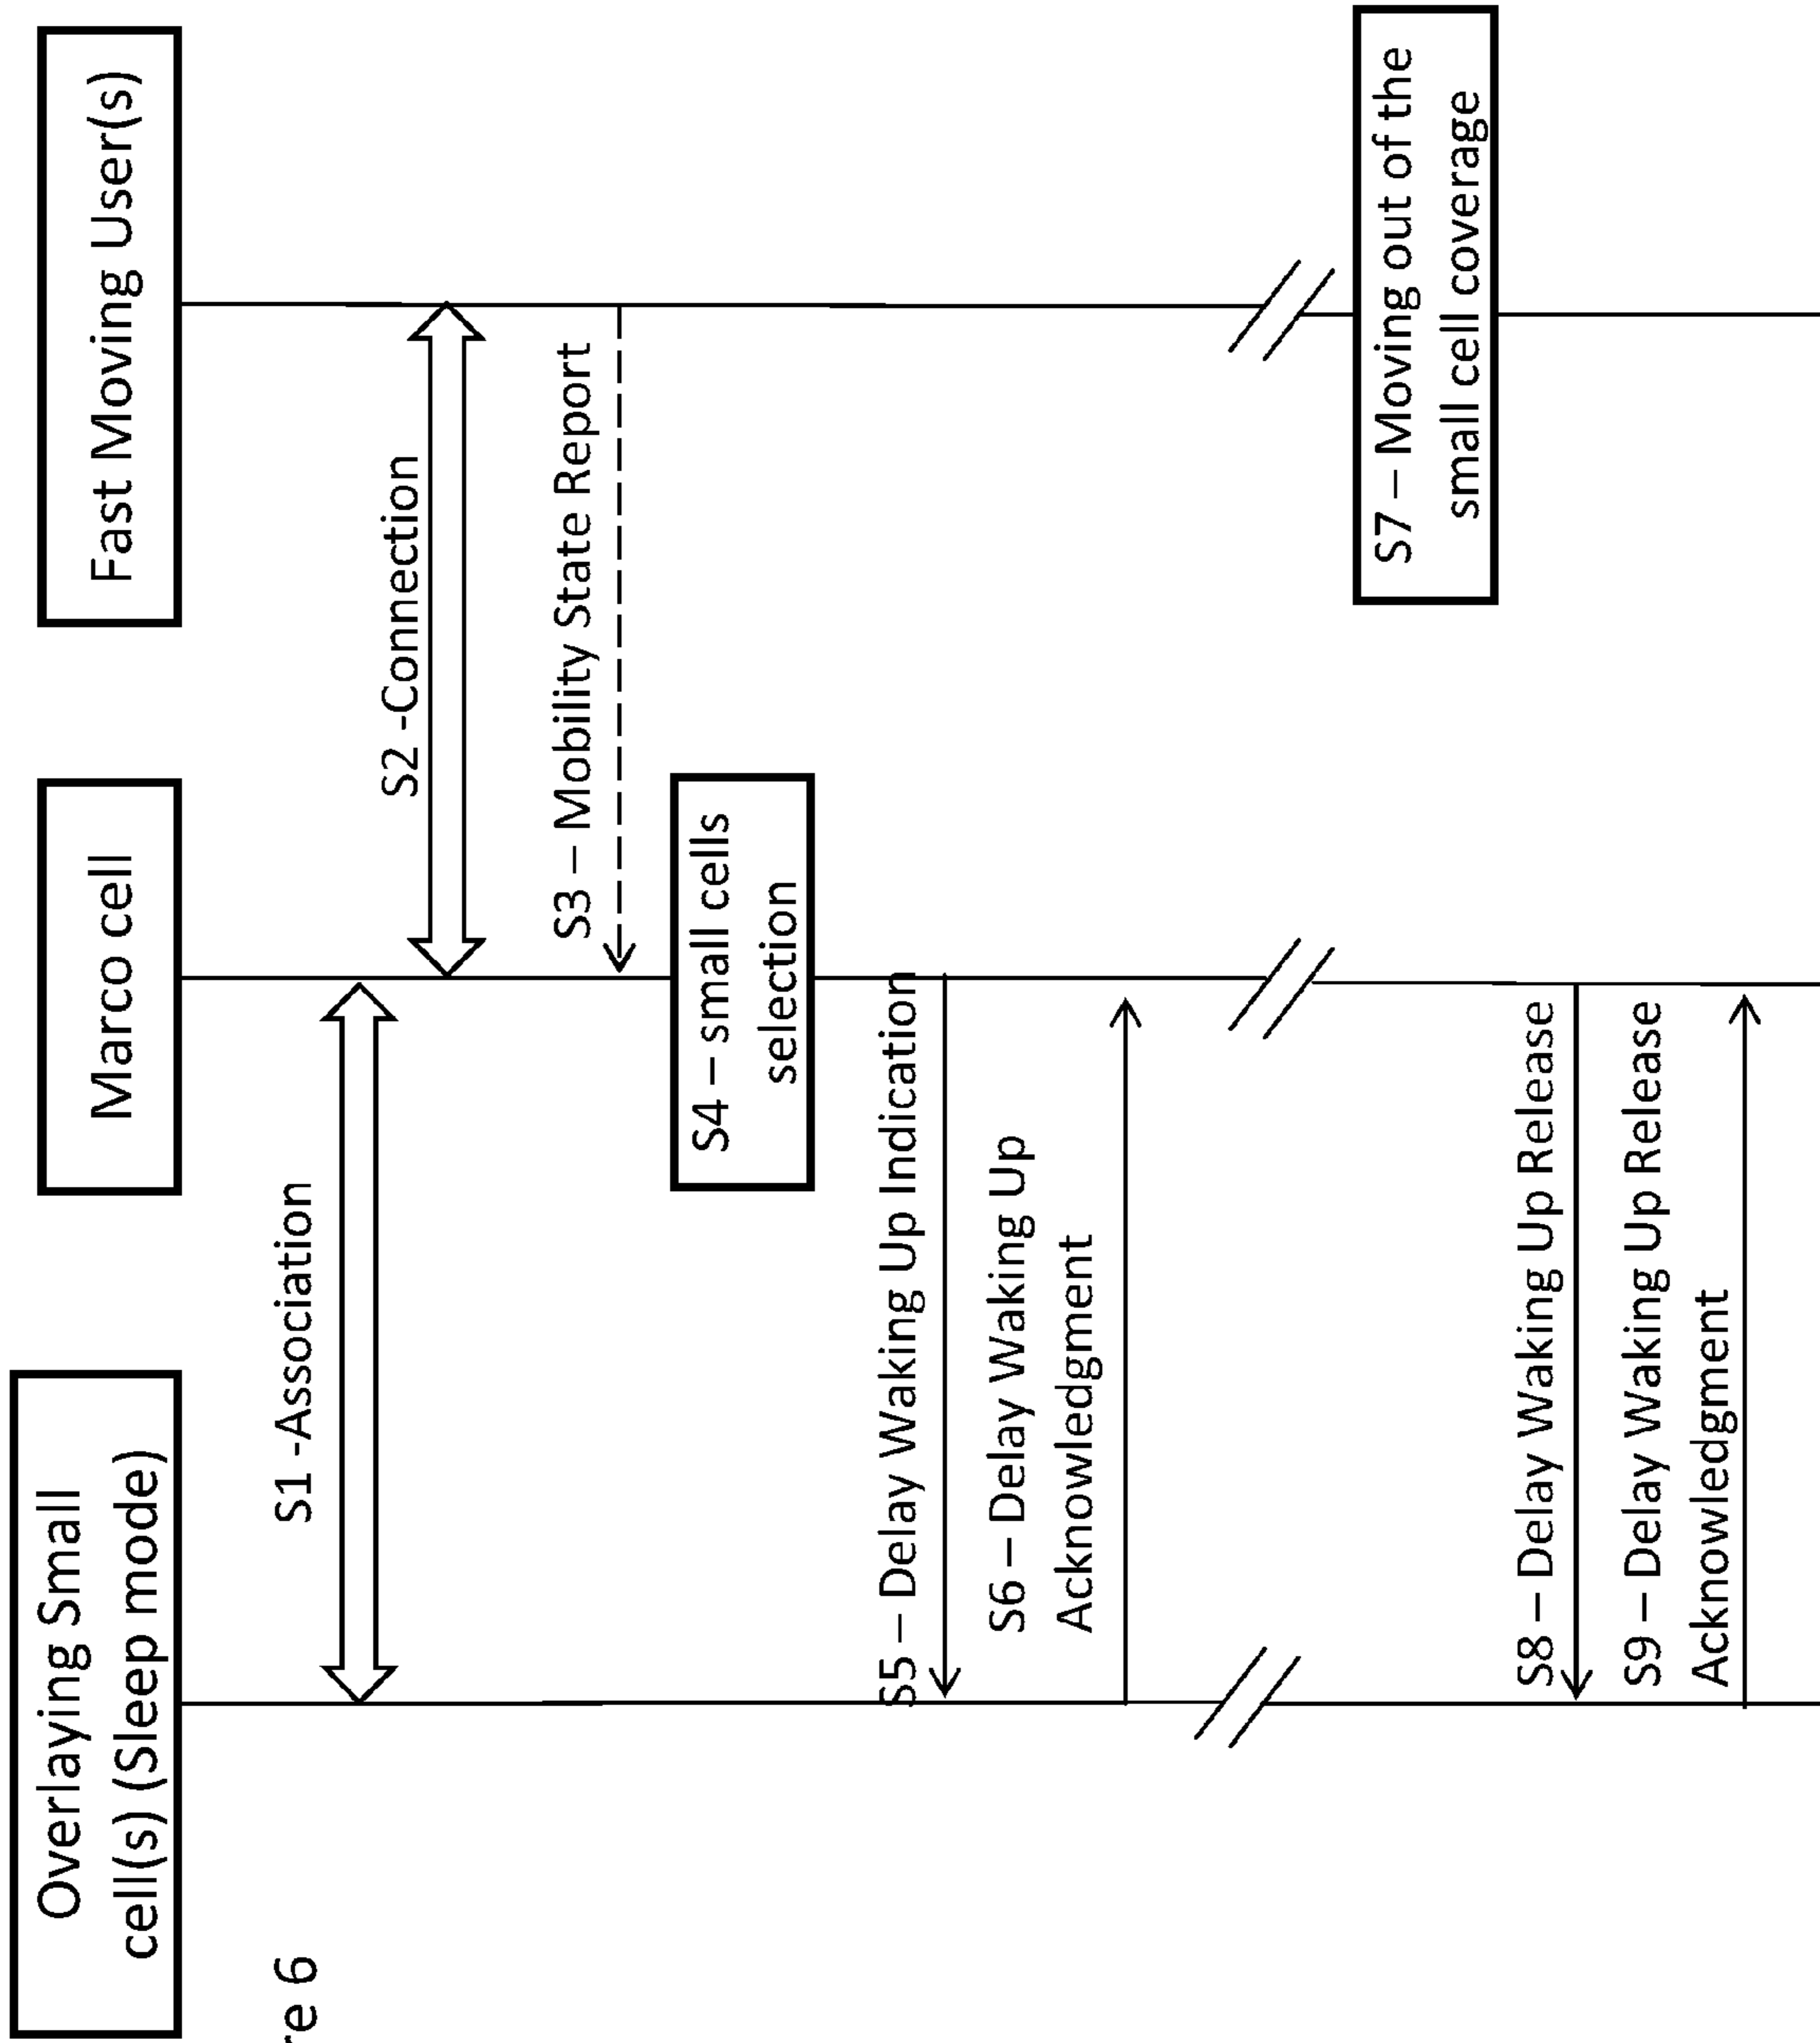 Overlaying Small
cell(s) (Sleep mode)
Marco cell
Fast Moving User(s)
re 6
S1 -Association
S2 -Connection
S3 – Mobility State Report
S4 – small cells
selection
S5 – Delay Waking Up Indication
S6 – Delay Waking Up
Acknowledgment
S7 – Moving out of the
small cell coverage
S8 – Delay Waking Up Release
S9 – Delay Waking Up Release
Acknowledgment